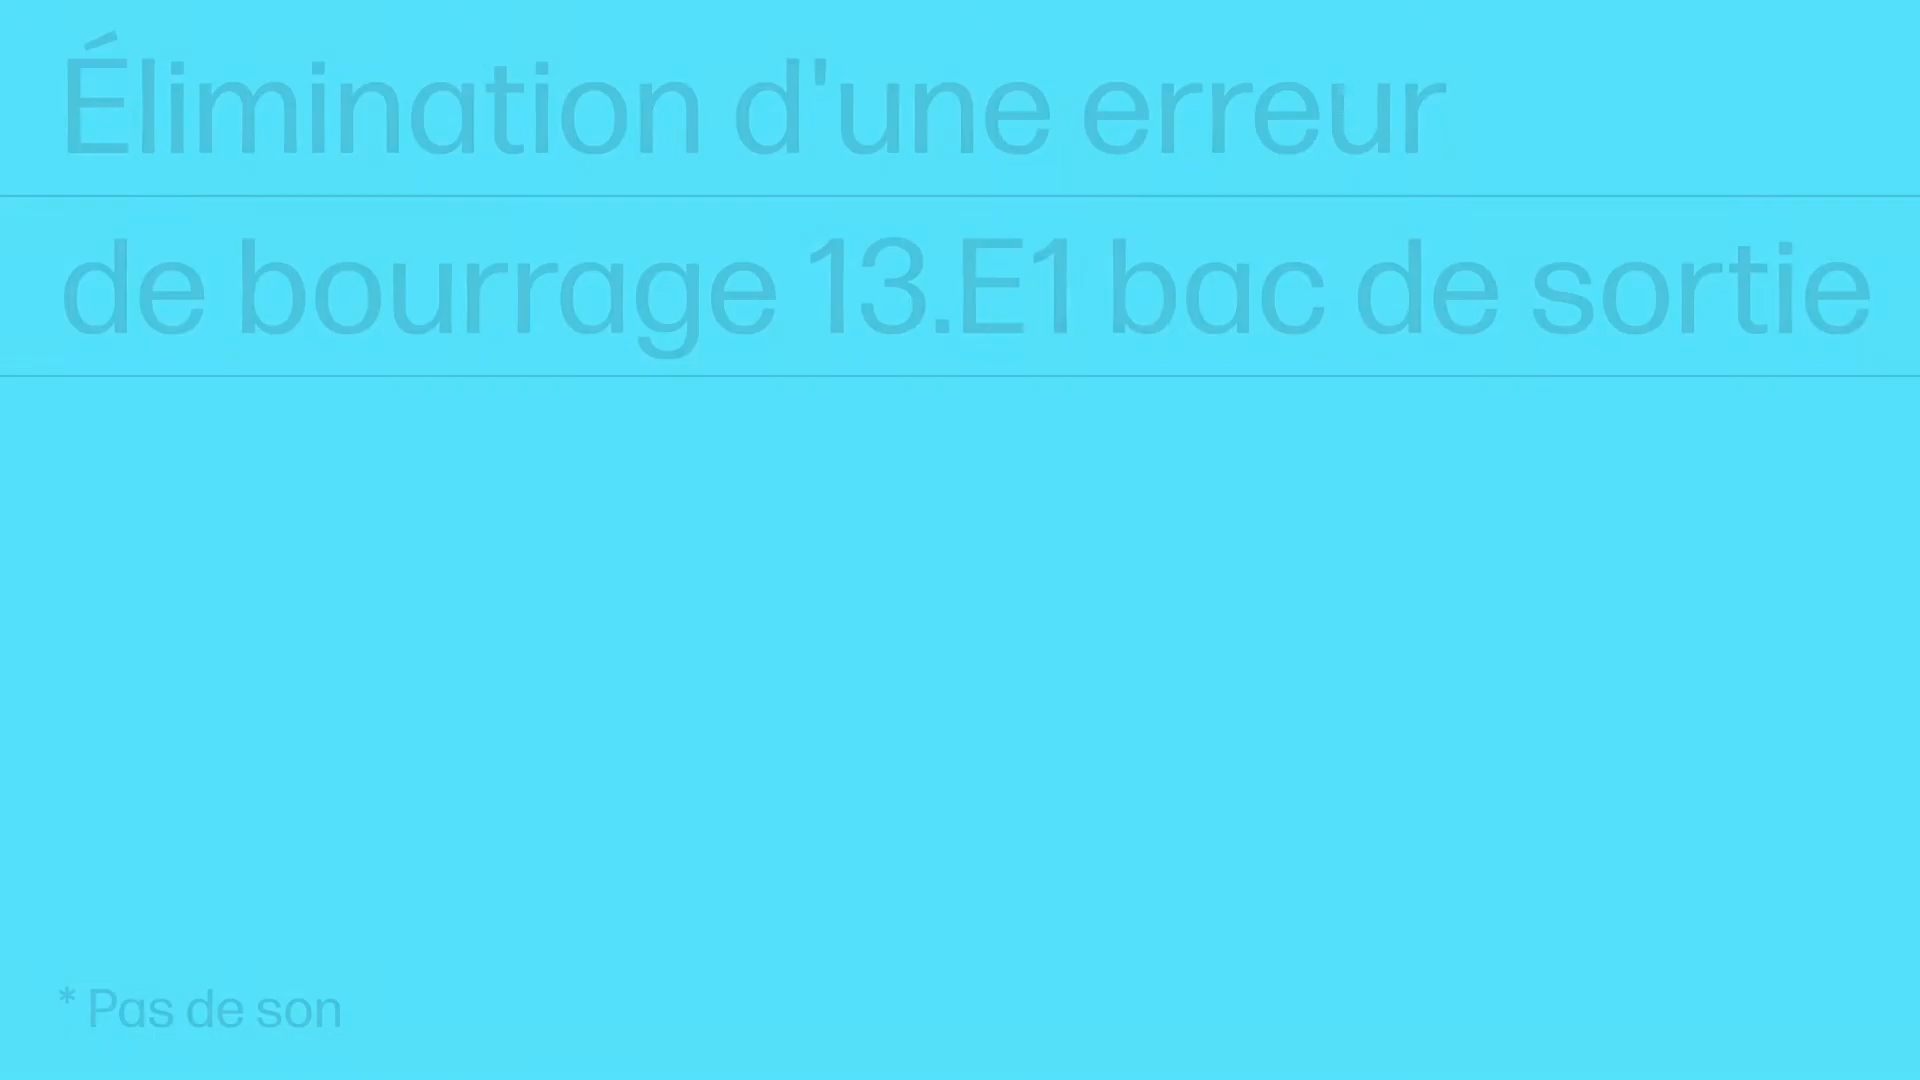 Élimination d'une erreur
de bourrage 13.E1 bac de sortie
* Pas de son